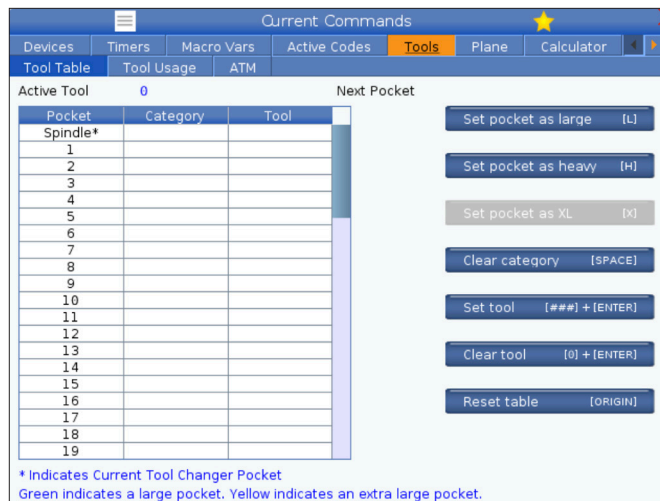 Current Commands
Devices Timers Macro Vars Active Codes Tools Plane Calculator
Tool Table Tool Usage ATM
Active Tool 0 Next Pocket
Pocket Category Tool
Spindle*
1
2
3
4
5
6
7
8
9
10
11
12
13
14
15
16
17
18
19
Set pocket as large [L]
Set pocket as heavy [H]
Set pocket as XL [X]
Clear category [SPACE]
Set tool [###] + [ENTER]
Clear tool [0] + [ENTER]
Reset table [ORIGIN]
* Indicates Current Tool Changer Pocket
Green indicates a large pocket. Yellow indicates an extra large pocket.